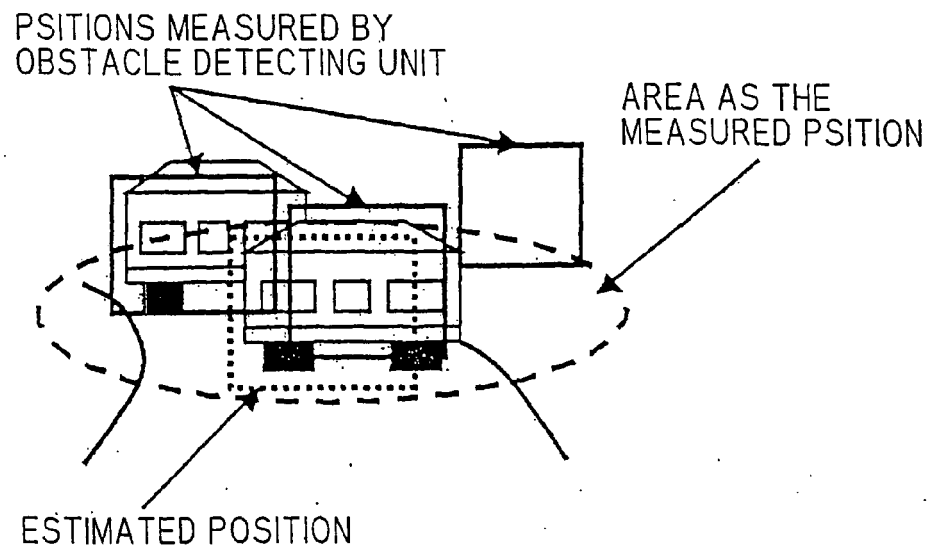 PSITIONS MEASURED BY
OBSTACLE DETECTING UNIT
AREA AS THE
MEASURED PSITION
ESTIMATED POSITION